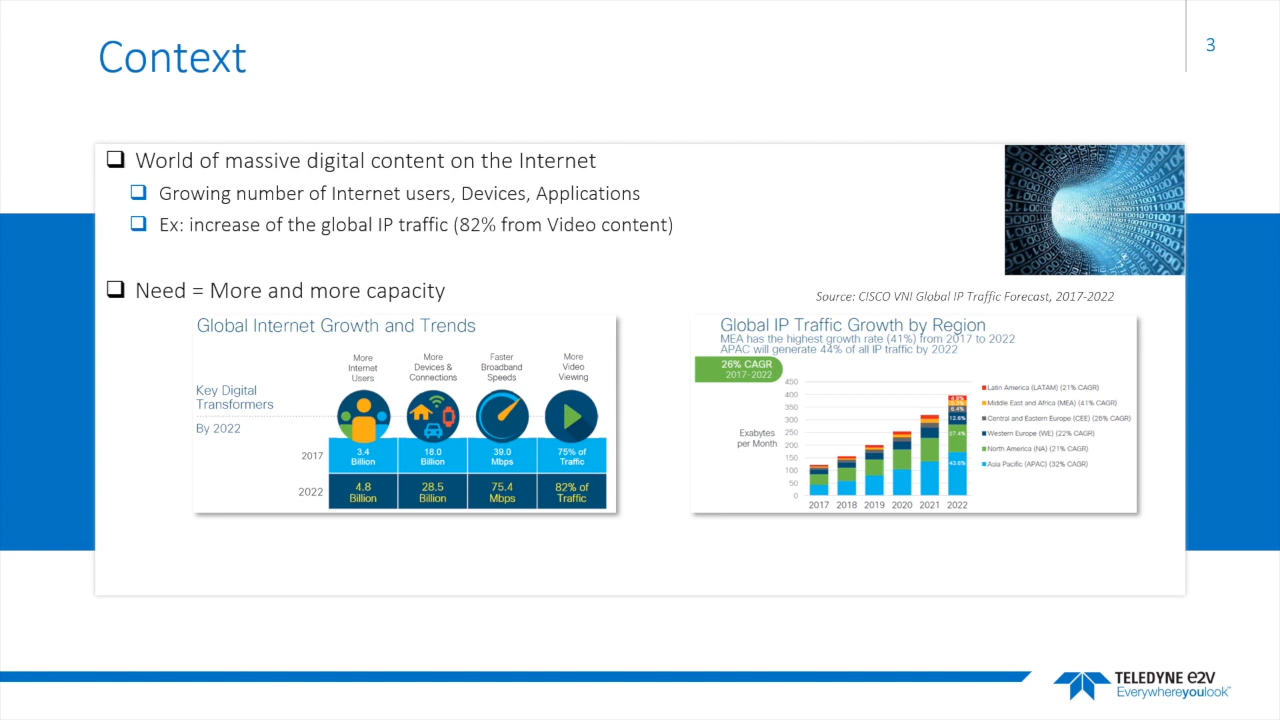 Context
3
World of massive digital content on the Internet
Growing number of Internet users, Devices, Applications
Ex: increase of the global IP traffic (82% from Video content)
Need = More and more capacity
Source: CISCO VNI Global IP Traffic Forecast, 2017-2022
Global Internet Growth and Trends
More Internet Users
More Devices & Connections
Faster Broadband Speeds
More Video Viewing
Key Digital Transformers
By 2022
2017
3.4 Billion
18.0 Billion
39.0 Mbps
75% of Traffic
2022
4.8 Billion
28.5 Billion
75.4 Mbps
82% of Traffic
Global IP Traffic Growth by Region
MEA has the highest growth rate (41%) from 2017 to 2022
APAC will generate 44% of all IP traffic by 2022
26% CAGR
2017-2022
Exabytes per Month
450
400
350
300
250
200
150
100
50
0
2017 2018 2019 2020 2021 2022
6.4%
12.6%
27.4%
43.6%
Latin America (LATAM) (21% CAGR)
Middle East and Africa (MEA) (41% CAGR)
Central and Eastern Europe (CEE) (26% CAGR)
Western Europe (WE) (22% CAGR)
North America (NA) (21% CAGR)
Asia Pacific (APAC) (32% CAGR)
TELEDYNE e2v
Everywhereyoulook™